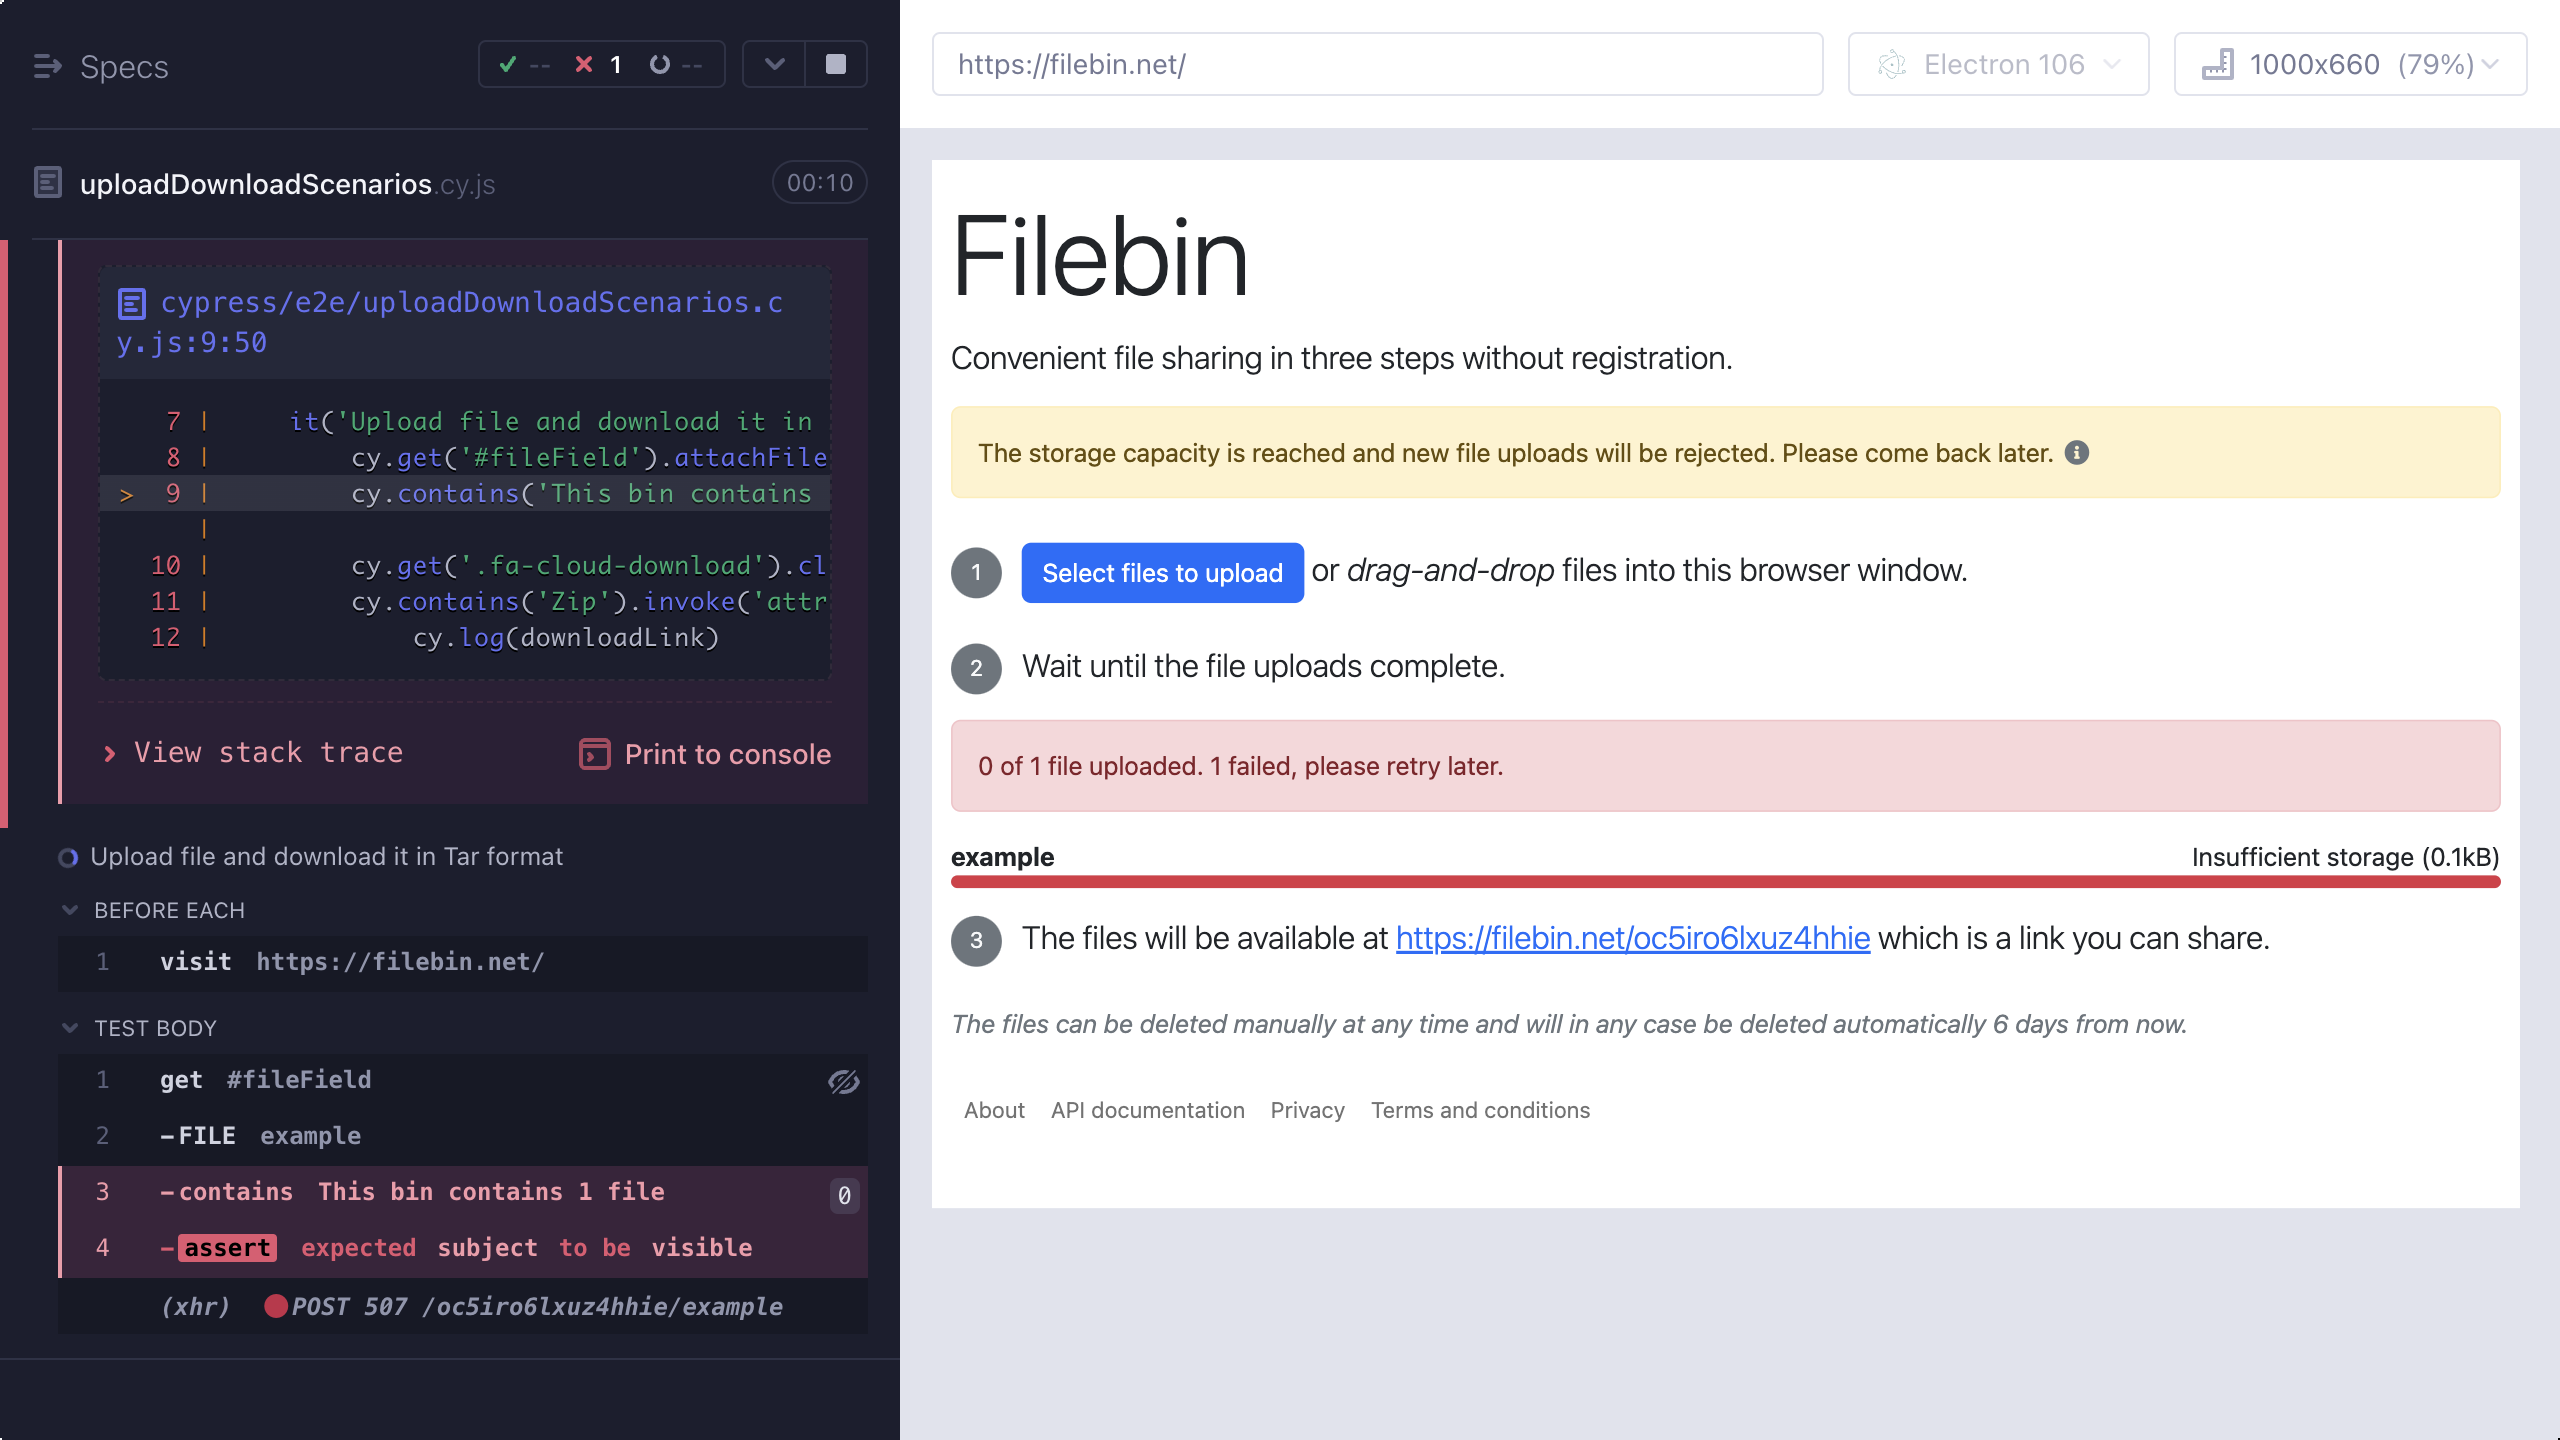 Specs
-- 1 --
uploadDownloadScenarios.cy.js
00:10
cypress/e2e/uploadDownloadScenarios.c
y.js:9:50
7 | it('Upload file and download it in
8 | cy.get('#fileField').attachFile
> 9 | cy.contains('This bin contains
|
10 | cy.get('.fa-cloud-download').cl
11 | cy.contains('Zip').invoke('attr
12 | cy.log(downloadLink)
View stack trace
Print to console
Upload file and download it in Tar format
BEFORE EACH
1 visit https://filebin.net/
TEST BODY
1 get #fileField
2 -FILE example
3 -contains This bin contains 1 file 0
4 -assert expected subject to be visible
(xhr) POST 507 /oc5iro6lxuz4hhie/example
https://filebin.net/
Electron 106
1000x660 (79%)
Filebin
Convenient file sharing in three steps without registration.
The storage capacity is reached and new file uploads will be rejected. Please come back later.
1 Select files to upload or drag-and-drop files into this browser window.
2 Wait until the file uploads complete.
0 of 1 file uploaded. 1 failed, please retry later.
example Insufficient storage (0.1kB)
3 The files will be available at https://filebin.net/oc5iro6lxuz4hhie which is a link you can share.
The files can be deleted manually at any time and will in any case be deleted automatically 6 days from now.
About API documentation Privacy Terms and conditions